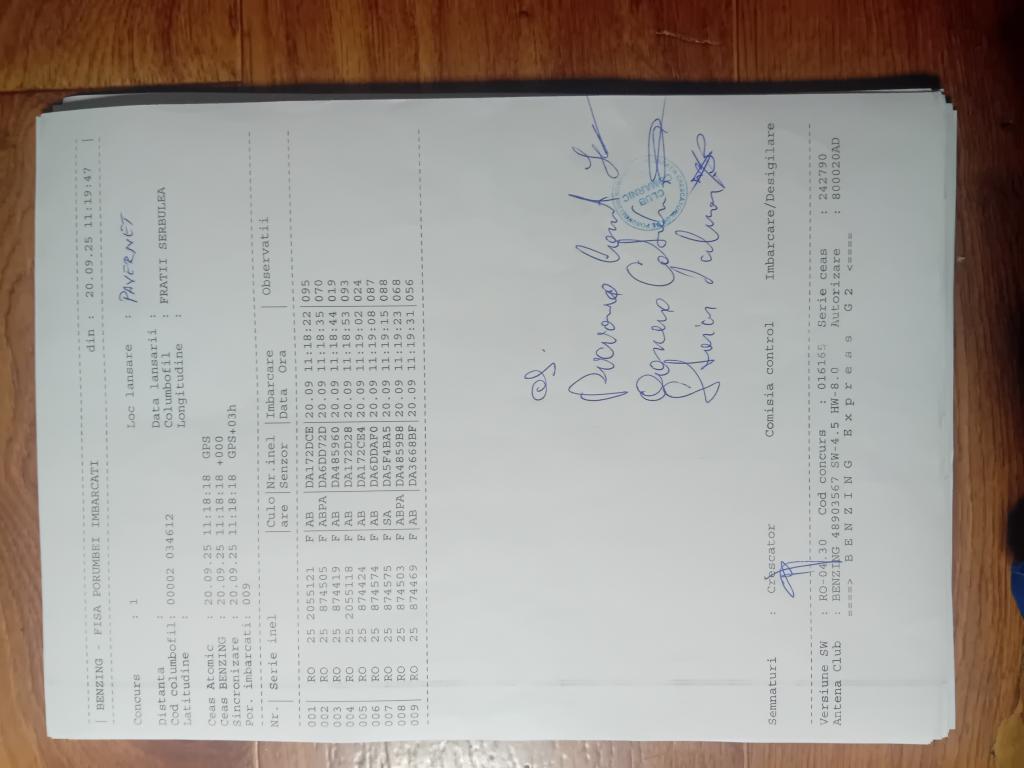 | BENZING - FISA PORUMBEI IMBARCATI din : 20.09.25 11:19:47 |
Concurs : 1 Loc lansare : PAVERNET
Data lansarii :
Distanta : Columbofil : FRATII SERBULEA
Cod columbofil: 00002 034612 Longitudine :
Latitudine :
Ceas Atomic : 20.09.25 11:18:18 GPS
Ceas BENZING : 20.09.25 11:18:18 +000
Sincronizare : 20.09.25 11:18:18 GPS+03h
Por. imbarcati: 009
Nr.| Serie inel |Culo|Nr.inel |Imbarcare | Observatii
|are |Senzor |Data Ora |
001| RO 25 2055121 F|AB |DA172DCE|20.09 11:18:22|095
002| RO 25 874505 F|ABPA|DA6DD72D|20.09 11:18:35|070
003| RO 25 874419 F|AB |DA485960|20.09 11:18:44|019
004| RO 25 2055118 F|AB |DA172D28|20.09 11:18:53|093
005| RO 25 874424 F|AB |DA172CE4|20.09 11:19:02|024
006| RO 25 874574 F|AB |DA6DDAF0|20.09 11:19:08|087
007| RO 25 874575 F|SA |DA5F4BA5|20.09 11:19:15|088
008| RO 25 874503 F|ABPA|DA4859B8|20.09 11:19:23|068
009| RO 25 874469 F|AB |DA3668BF|20.09 11:19:31|056
CLUB
Semnaturi : Crescator Comisia control Imbarcare/Desigilare
Versiune SW : RO-04.30 Cod concurs : 016165 Serie ceas : 242790
Antena Club : BENZING 48903567 SW-4.5 HW-8.0 Autorizare : 800020AD
====> B E N Z I N G E x p r e s s G 2 <====